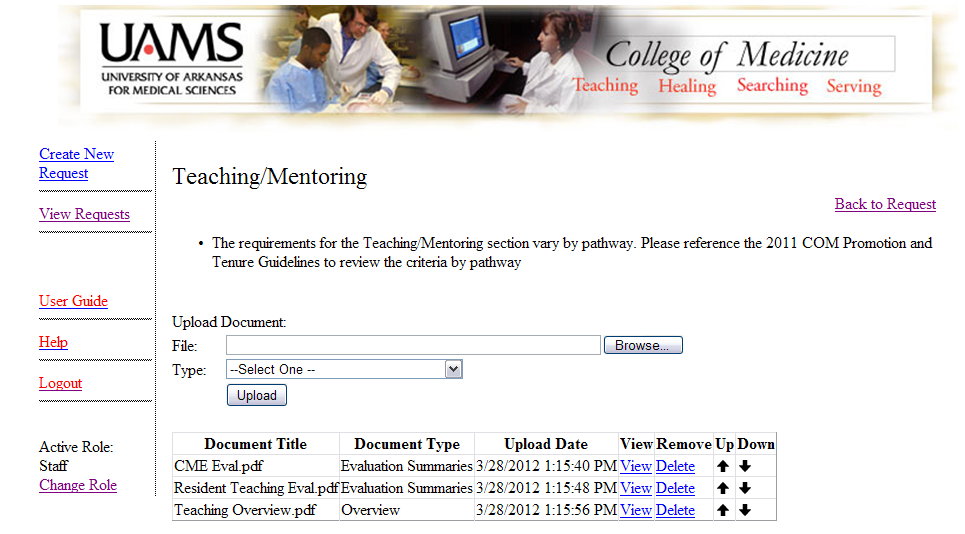 UAMS
UNIVERSITY OF ARKANSAS
FOR MEDICAL SCIENCES
College of Medicine
Teaching Healing Searching Serving
Create New
Request
View Requests
User Guide
Help
Logout
Active Role:
Staff
Change Role
Teaching/Mentoring
Back to Request
• The requirements for the Teaching/Mentoring section vary by pathway. Please reference the 2011 COM Promotion and
Tenure Guidelines to review the criteria by pathway
Upload Document:
File: Browse...
Type: --Select One --
Upload
Document Title Document Type Upload Date View Remove Up Down
CME Eval.pdf Evaluation Summaries 3/28/2012 1:15:40 PM View Delete
Resident Teaching Eval.pdf Evaluation Summaries 3/28/2012 1:15:48 PM View Delete
Teaching Overview.pdf Overview 3/28/2012 1:15:56 PM View Delete